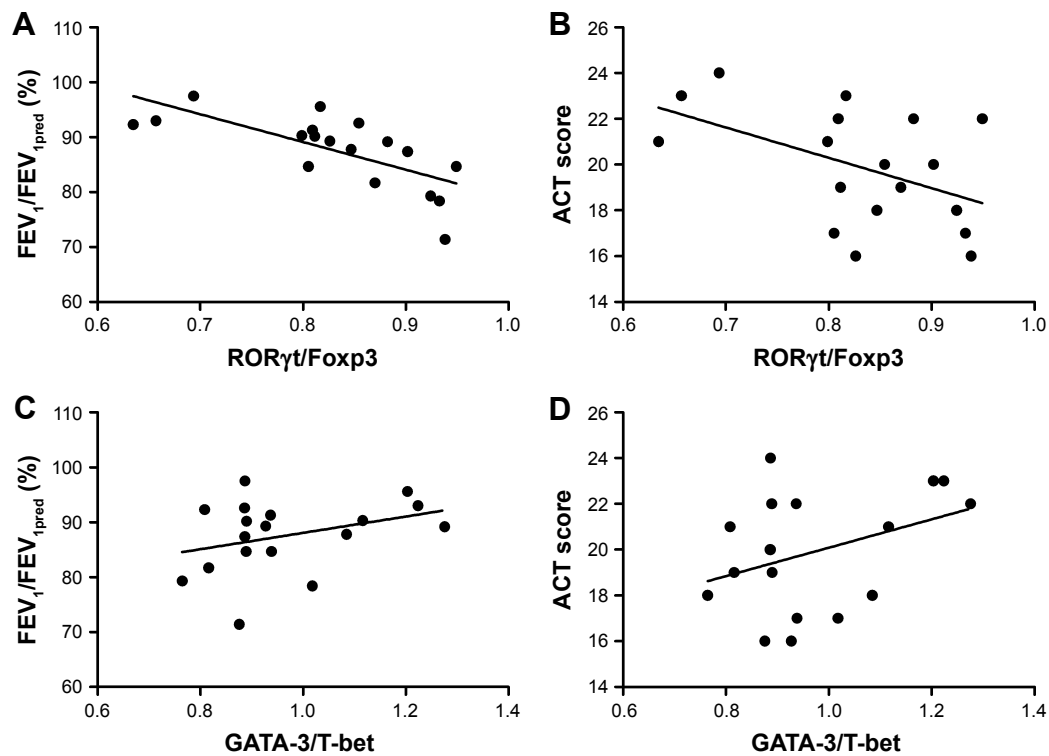 A
110
100
90
80
70
60
FEV1/FEV1pred (%)
0.6 0.7 0.8 0.9 1.0
RORγt/Foxp3
B
26
24
22
20
18
16
14
ACT score
0.6 0.7 0.8 0.9 1.0
RORγt/Foxp3
C
110
100
90
80
70
60
FEV1/FEV1pred (%)
0.6 0.8 1.0 1.2 1.4
GATA-3/T-bet
D
26
24
22
20
18
16
14
ACT score
0.6 0.8 1.0 1.2 1.4
GATA-3/T-bet